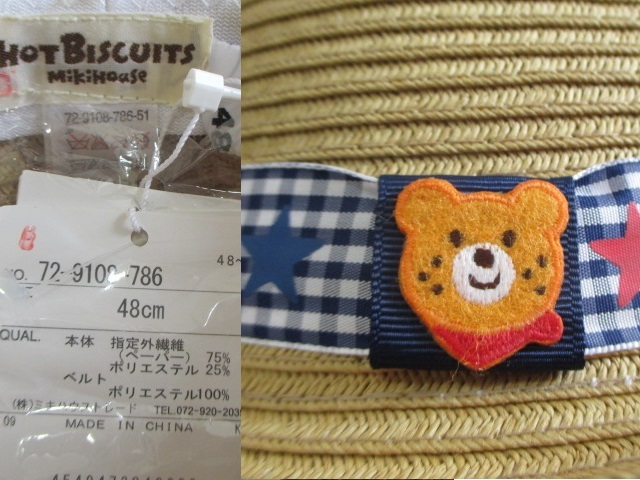 HOT BISCUITS
MIKIHOUSE
72-9108-786-51
48~
NO. 72-9108-786
48cm
QUAL. 本体 指定外繊維
(ペーパー) 75%
ポリエステル 25%
ベルト
ポリエステル100%
(株)ミキハウストレード TEL.072-920-203
09 MADE IN CHINA K